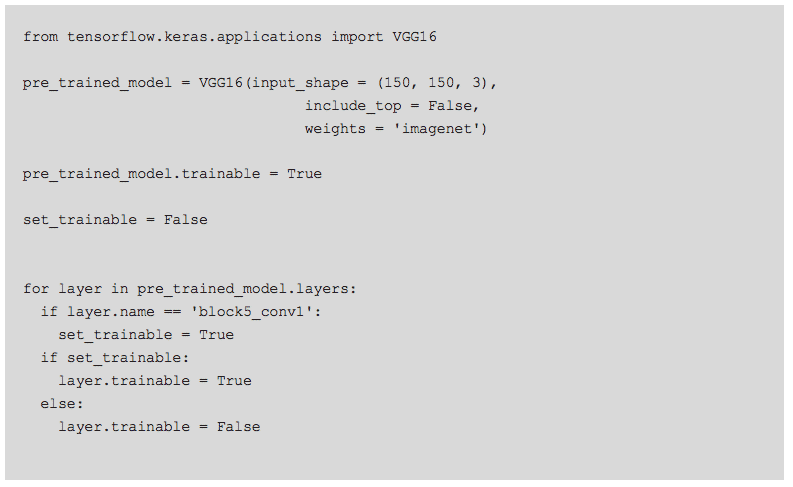 from tensorflow.keras.applications import VGG16
pre_trained_model = VGG16(input_shape = (150, 150, 3),
                                include_top = False,
                                weights = 'imagenet')
pre_trained_model.trainable = True
set_trainable = False
for layer in pre_trained_model.layers:
  if layer.name == 'block5_conv1':
    set_trainable = True
  if set_trainable:
    layer.trainable = True
  else:
    layer.trainable = False